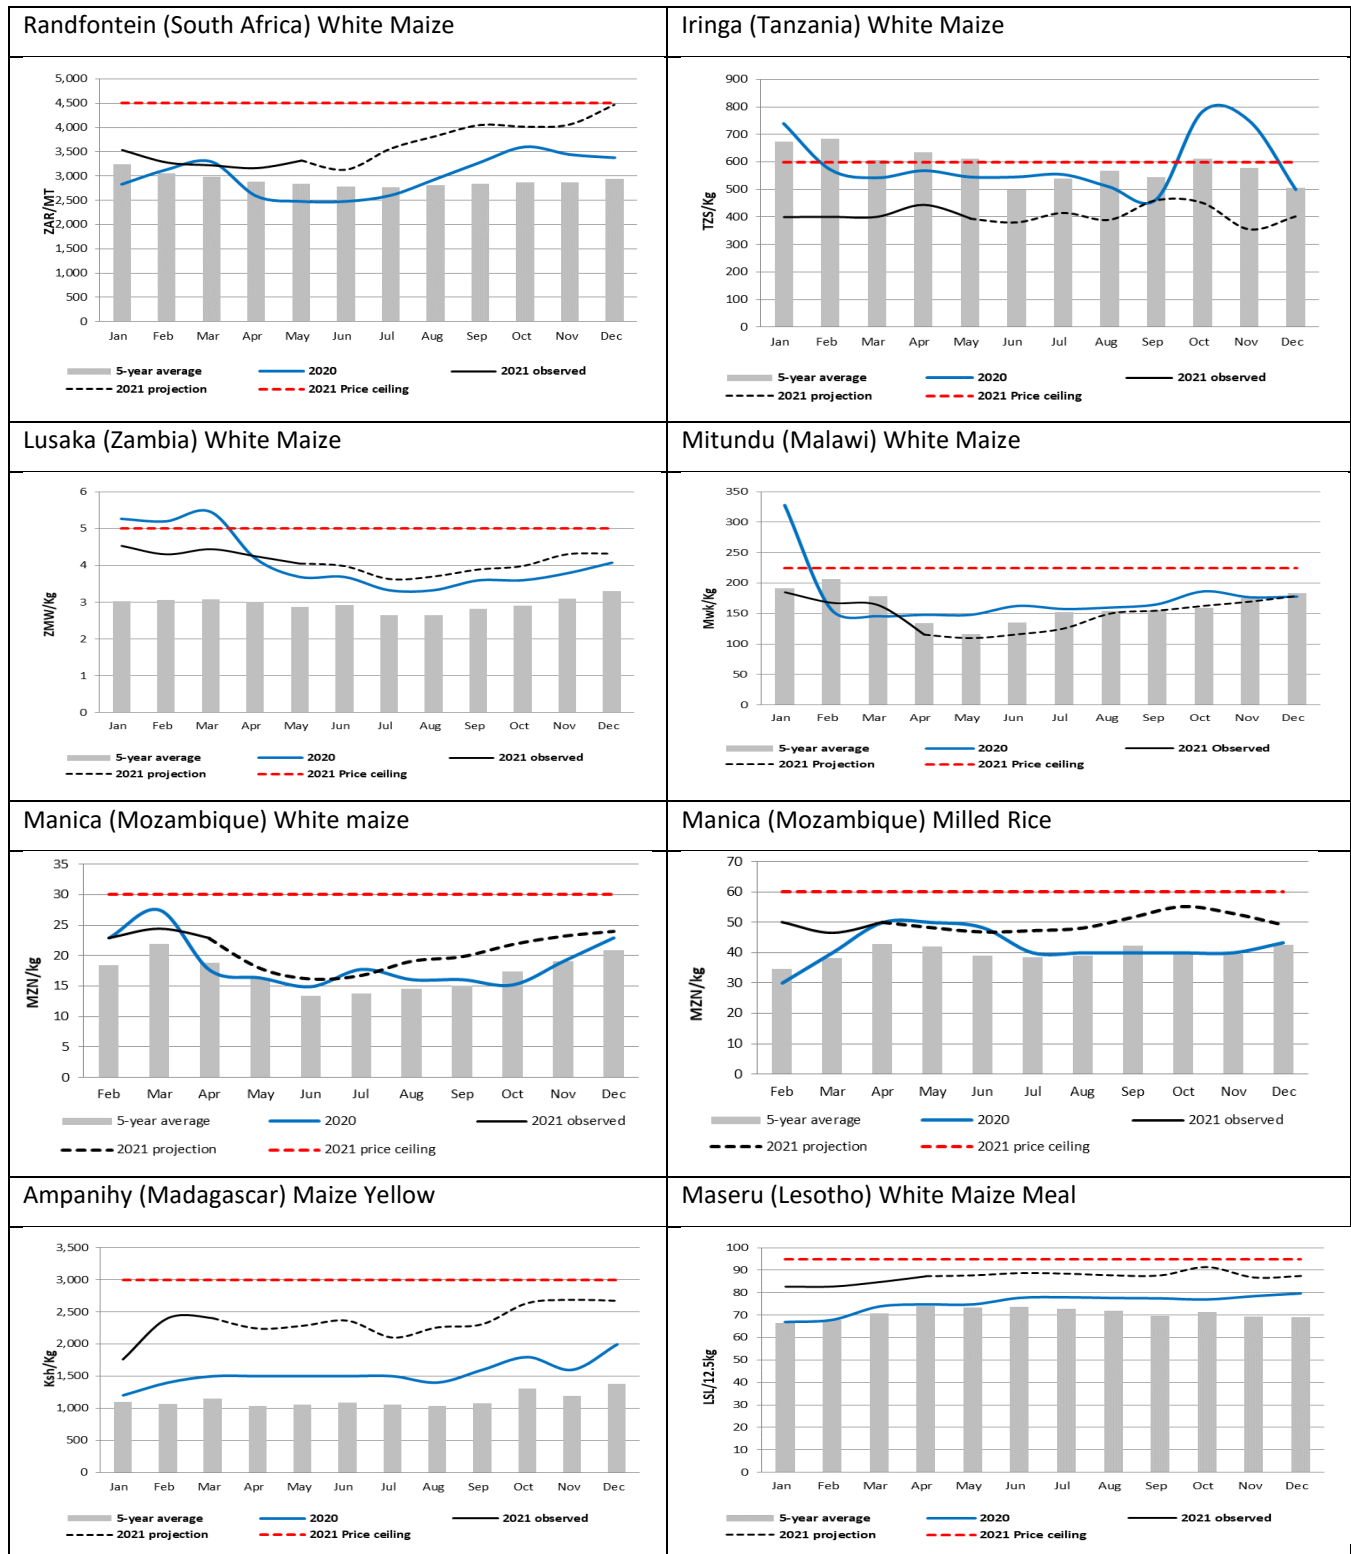 Randfontein (South Africa) White Maize
Iringa (Tanzania) White Maize
5,000
4,500
4,000
3,500
3,000
2,500
2,000
1,500
1,000
500
0
ZAR/MT
Jan Feb Mar Apr May Jun Jul Aug Sep Oct Nov Dec
5-year average 2020 2021 observed
2021 projection 2021 Price ceiling
900
800
700
600
500
400
300
200
100
0
TZS/Kg
Jan Feb Mar Apr May Jun Jul Aug Sep Oct Nov Dec
5-year average 2020 2021 observed
2021 projection 2021 Price ceiling
Lusaka (Zambia) White Maize
Mitundu (Malawi) White Maize
6
5
4
3
2
1
0
ZMW/Kg
Jan Feb Mar Apr May Jun Jul Aug Sep Oct Nov Dec
5-year average 2020 2021 observed
2021 projection 2021 Price ceiling
350
300
250
200
150
100
50
0
Mwk/Kg
Jan Feb Mar Apr May Jun Jul Aug Sep Oct Nov Dec
5-year average 2020 2021 Observed
2021 Projection 2021 Price ceiling
Manica (Mozambique) White maize
Manica (Mozambique) Milled Rice
35
30
25
20
15
10
5
0
MZN/kg
Feb Mar Apr May Jun Jul Aug Sep Oct Nov Dec
5-year average 2020 2021 observed
2021 projection 2021 price ceiling
70
60
50
40
30
20
10
0
MZN/kg
Feb Mar Apr May Jun Jul Aug Sep Oct Nov Dec
5-year average 2020 2021 observed
2021 projection 2021 price ceiling
Ampanihy (Madagascar) Maize Yellow
Maseru (Lesotho) White Maize Meal
3,500
3,000
2,500
2,000
1,500
1,000
500
0
Ksh/Kg
Jan Feb Mar Apr May Jun Jul Aug Sep Oct Nov Dec
5-year average 2020 2021 observed
2021 projection 2021 Price ceiling
100
90
80
70
60
50
40
30
20
10
0
LSL/12.5kg
Jan Feb Mar Apr May Jun Jul Aug Sep Oct Nov Dec
5-year average 2020 2021 observed
2021 projection 2021 Price ceiling